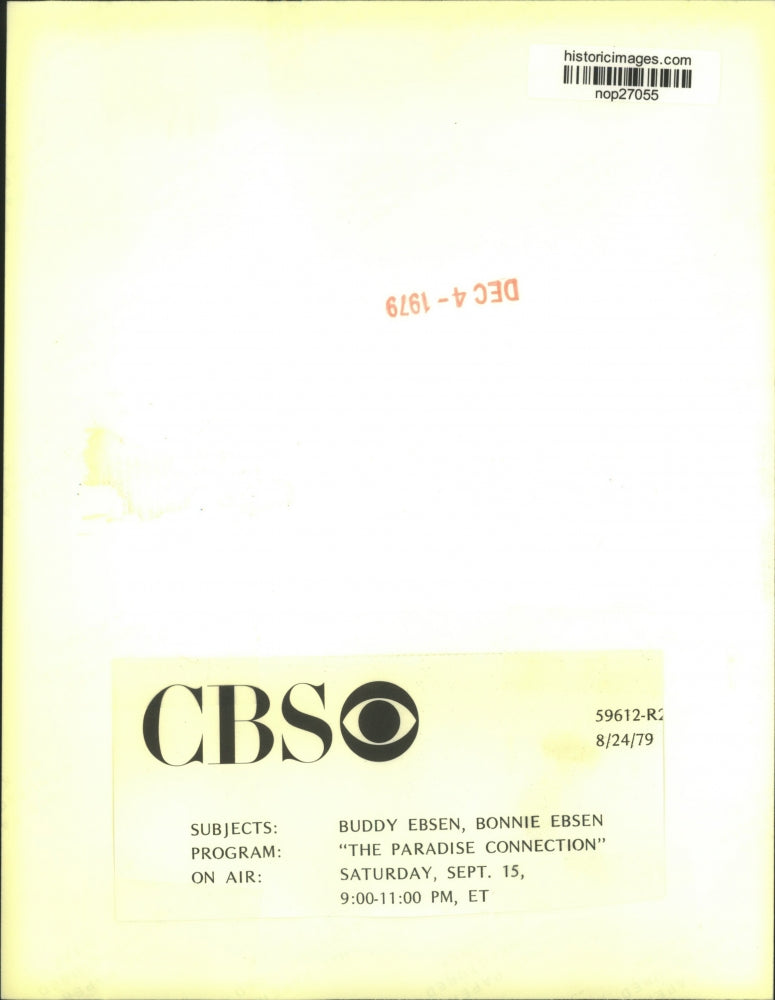 historicimages.com
nop27055
DEC 4 - 1979
CBS
59612-R2
8/24/79
SUBJECTS: BUDDY EBSEN, BONNIE EBSEN
PROGRAM: “THE PARADISE CONNECTION”
ON AIR: SATURDAY, SEPT. 15,
9:00-11:00 PM, ET